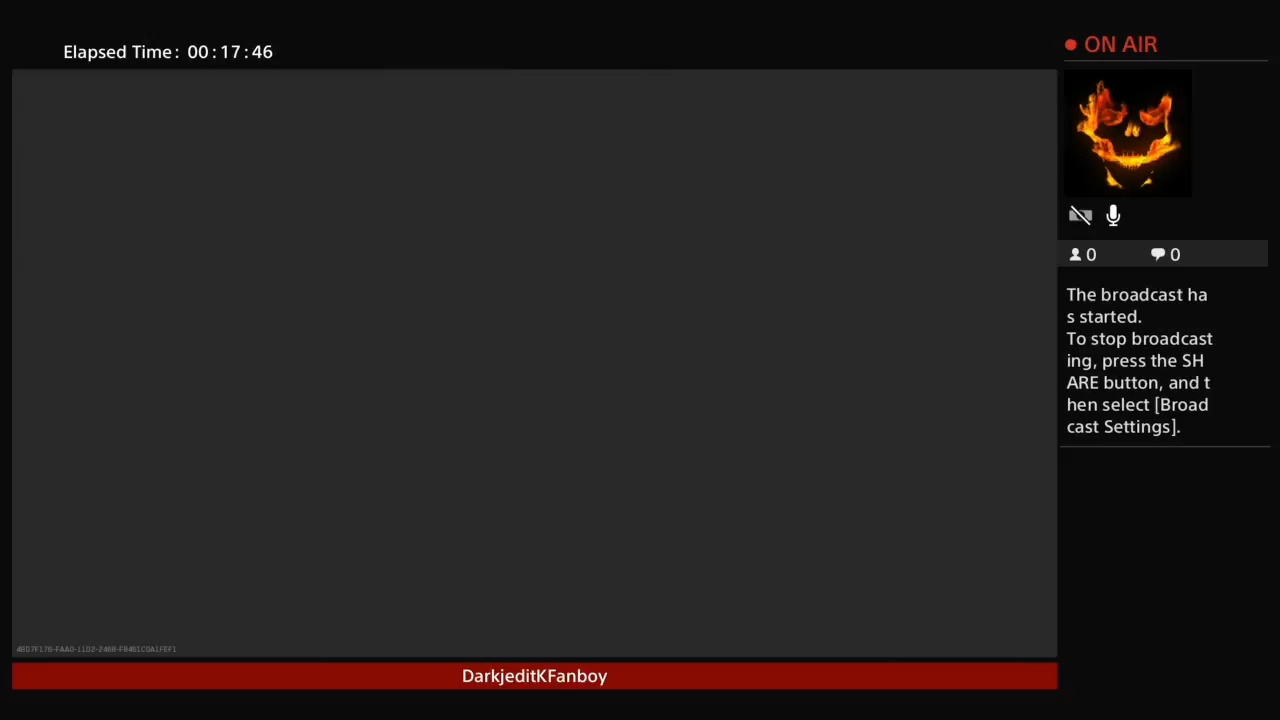 Elapsed Time: 00:17:46
ON AIR
0 0
The broadcast ha
s started.
To stop broadcast
ing, press the SH
ARE button, and t
hen select [Broad
cast Settings].
DarkjeditKFanboy